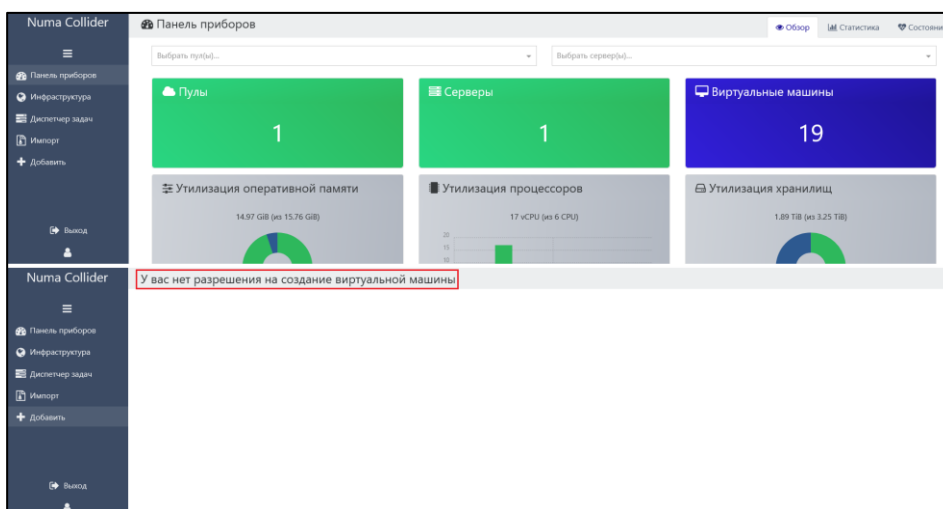 Numa Collider
Панель приборов
Обзор
Статистика
Состояни
Выбрать пул(ы)...
Выбрать сервер(ы)...
Панель приборов
Инфраструктура
Диспетчер задач
Импорт
Добавить
Выход
Пулы
1
Серверы
1
Виртуальные машины
19
Утилизация оперативной памяти
14.97 GiB (из 15.76 GiB)
Утилизация процессоров
17 vCPU (из 6 CPU)
20
15
10
Утилизация хранилищ
1.89 TiB (из 3.25 TiB)
Numa Collider
У вас нет разрешения на создание виртуальной машины
Панель приборов
Инфраструктура
Диспетчер задач
Импорт
Добавить
Выход